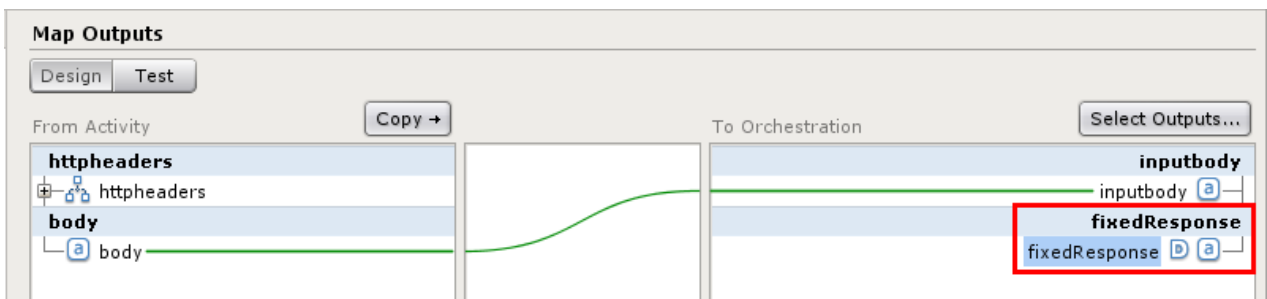 Map Outputs
Design Test
From Activity Copy → To Orchestration Select Outputs...
httpheaders inputbody
httpheaders inputbody a
body fixedResponse
a body fixedResponse D a